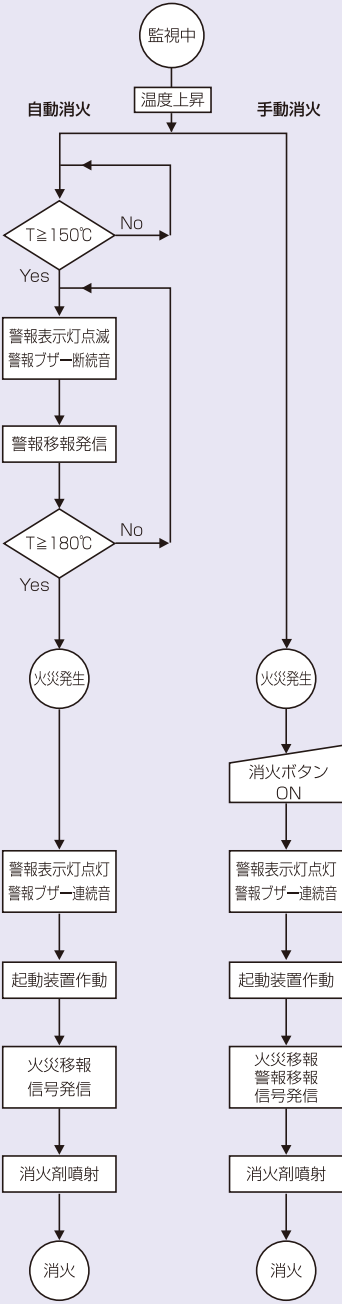 監視中
温度上昇
自動消火
手動消火
T≧150℃
No
Yes
警報表示灯点滅
警報ブザー断続音
警報移報発信
T≧180℃
No
Yes
火災発生
警報表示灯点灯
警報ブザー連続音
起動装置作動
火災移報
信号発信
消火剤噴射
消火
火災発生
消火ボタン
ON
警報表示灯点灯
警報ブザー連続音
起動装置作動
火災移報
警報移報
信号発信
消火剤噴射
消火